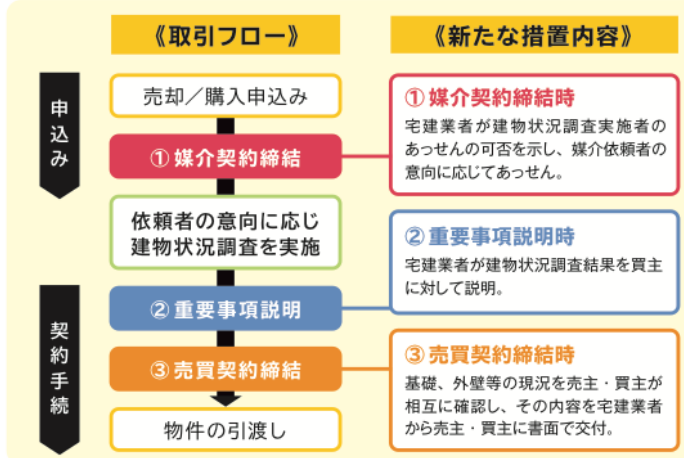 《取引フロー》
《新たな措置内容》
申込み
売却／購入申込み
①媒介契約締結
依頼者の意向に応じ
建物状況調査を実施
契約手続
②重要事項説明
③売買契約締結
物件の引渡し
①媒介契約締結時
宅建業者が建物状況調査実施者の
あっせんの可否を示し、媒介依頼者の
意向に応じてあっせん。
②重要事項説明時
宅建業者が建物状況調査結果を買主
に対して説明。
③売買契約締結時
基礎、外壁等の現況を売主・買主が
相互に確認し、その内容を宅建業者
から売主・買主に書面で交付。